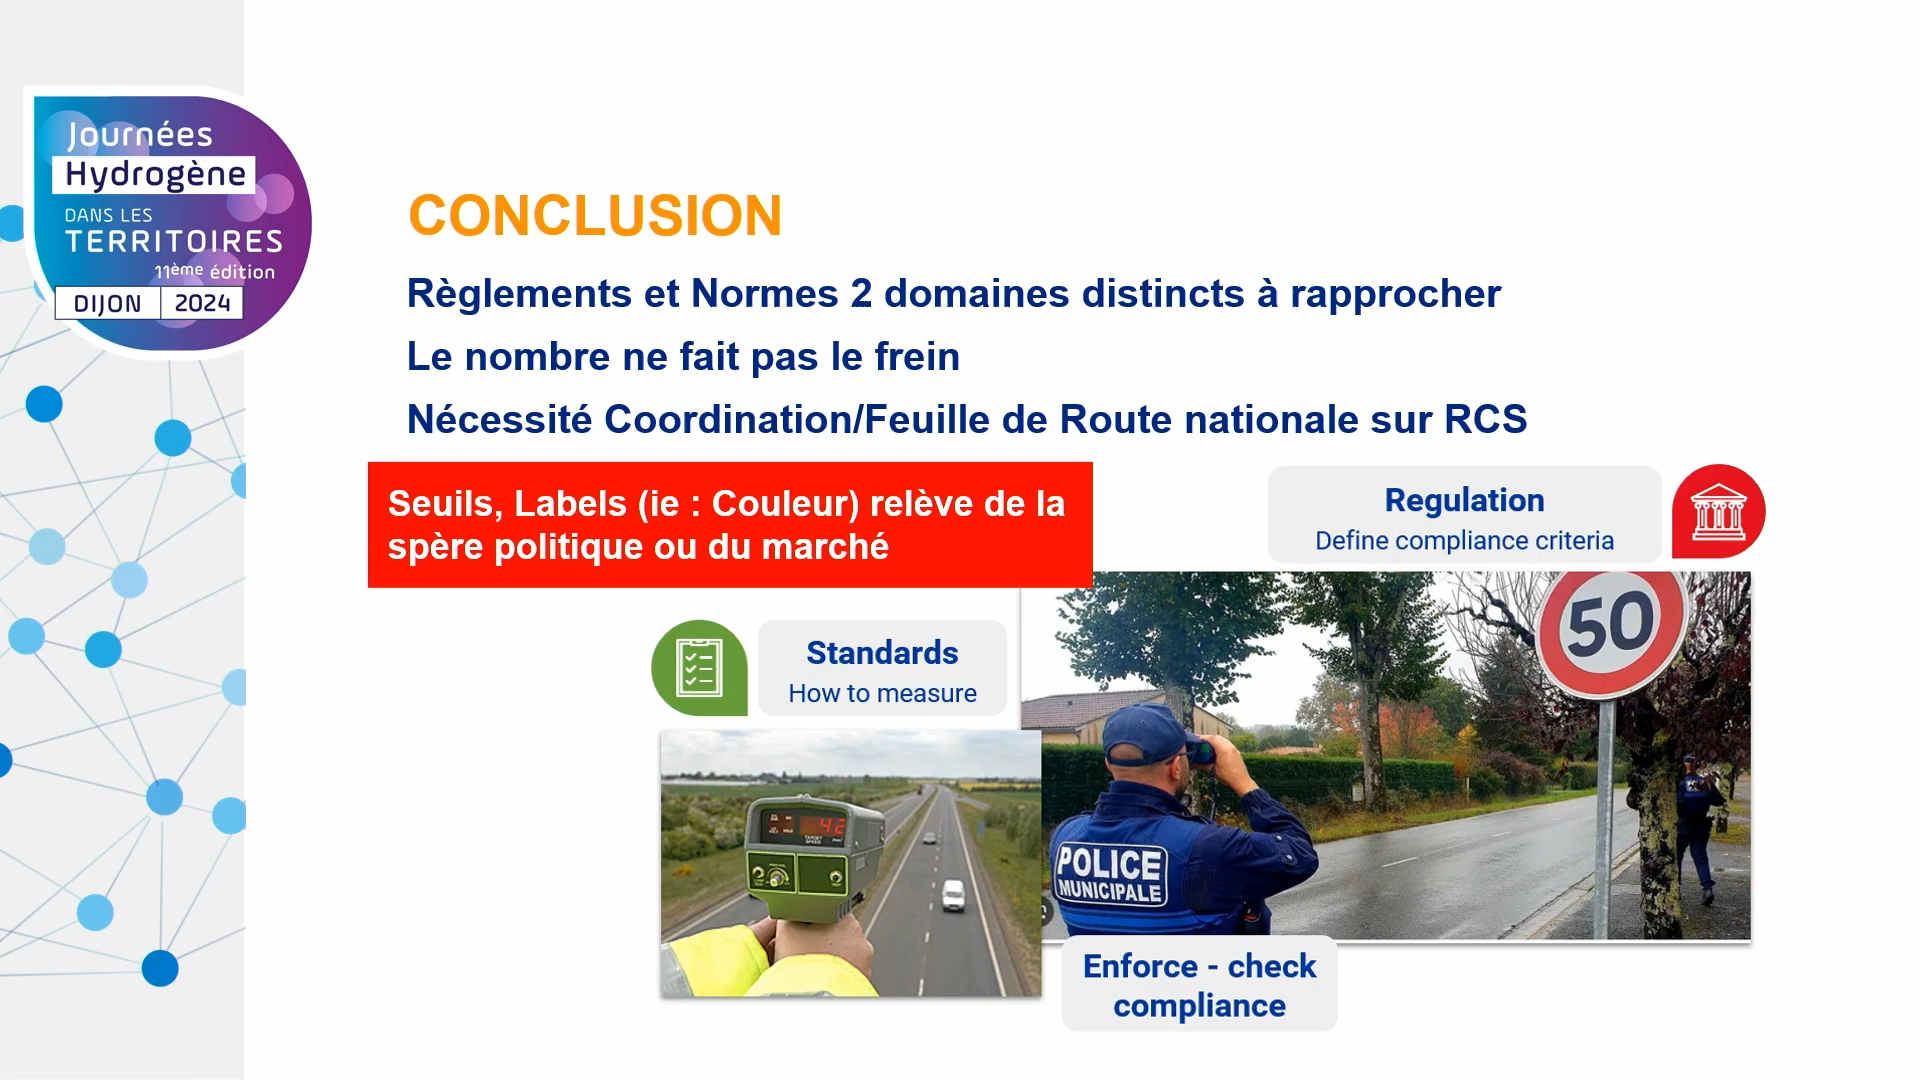 Journées
Hydrogène
DANS LES
TERRITOIRES
11ème édition
DIJON 2024
CONCLUSION
Règlements et Normes 2 domaines distincts à rapprocher
Le nombre ne fait pas le frein
Nécessité Coordination/Feuille de Route nationale sur RCS
Seuils, Labels (ie : Couleur) relève de la
spère politique ou du marché
Regulation
Define compliance criteria
50
Standards
How to measure
42
TARGET
SPEED
POLICE
MUNICIPALE
Enforce - check
compliance